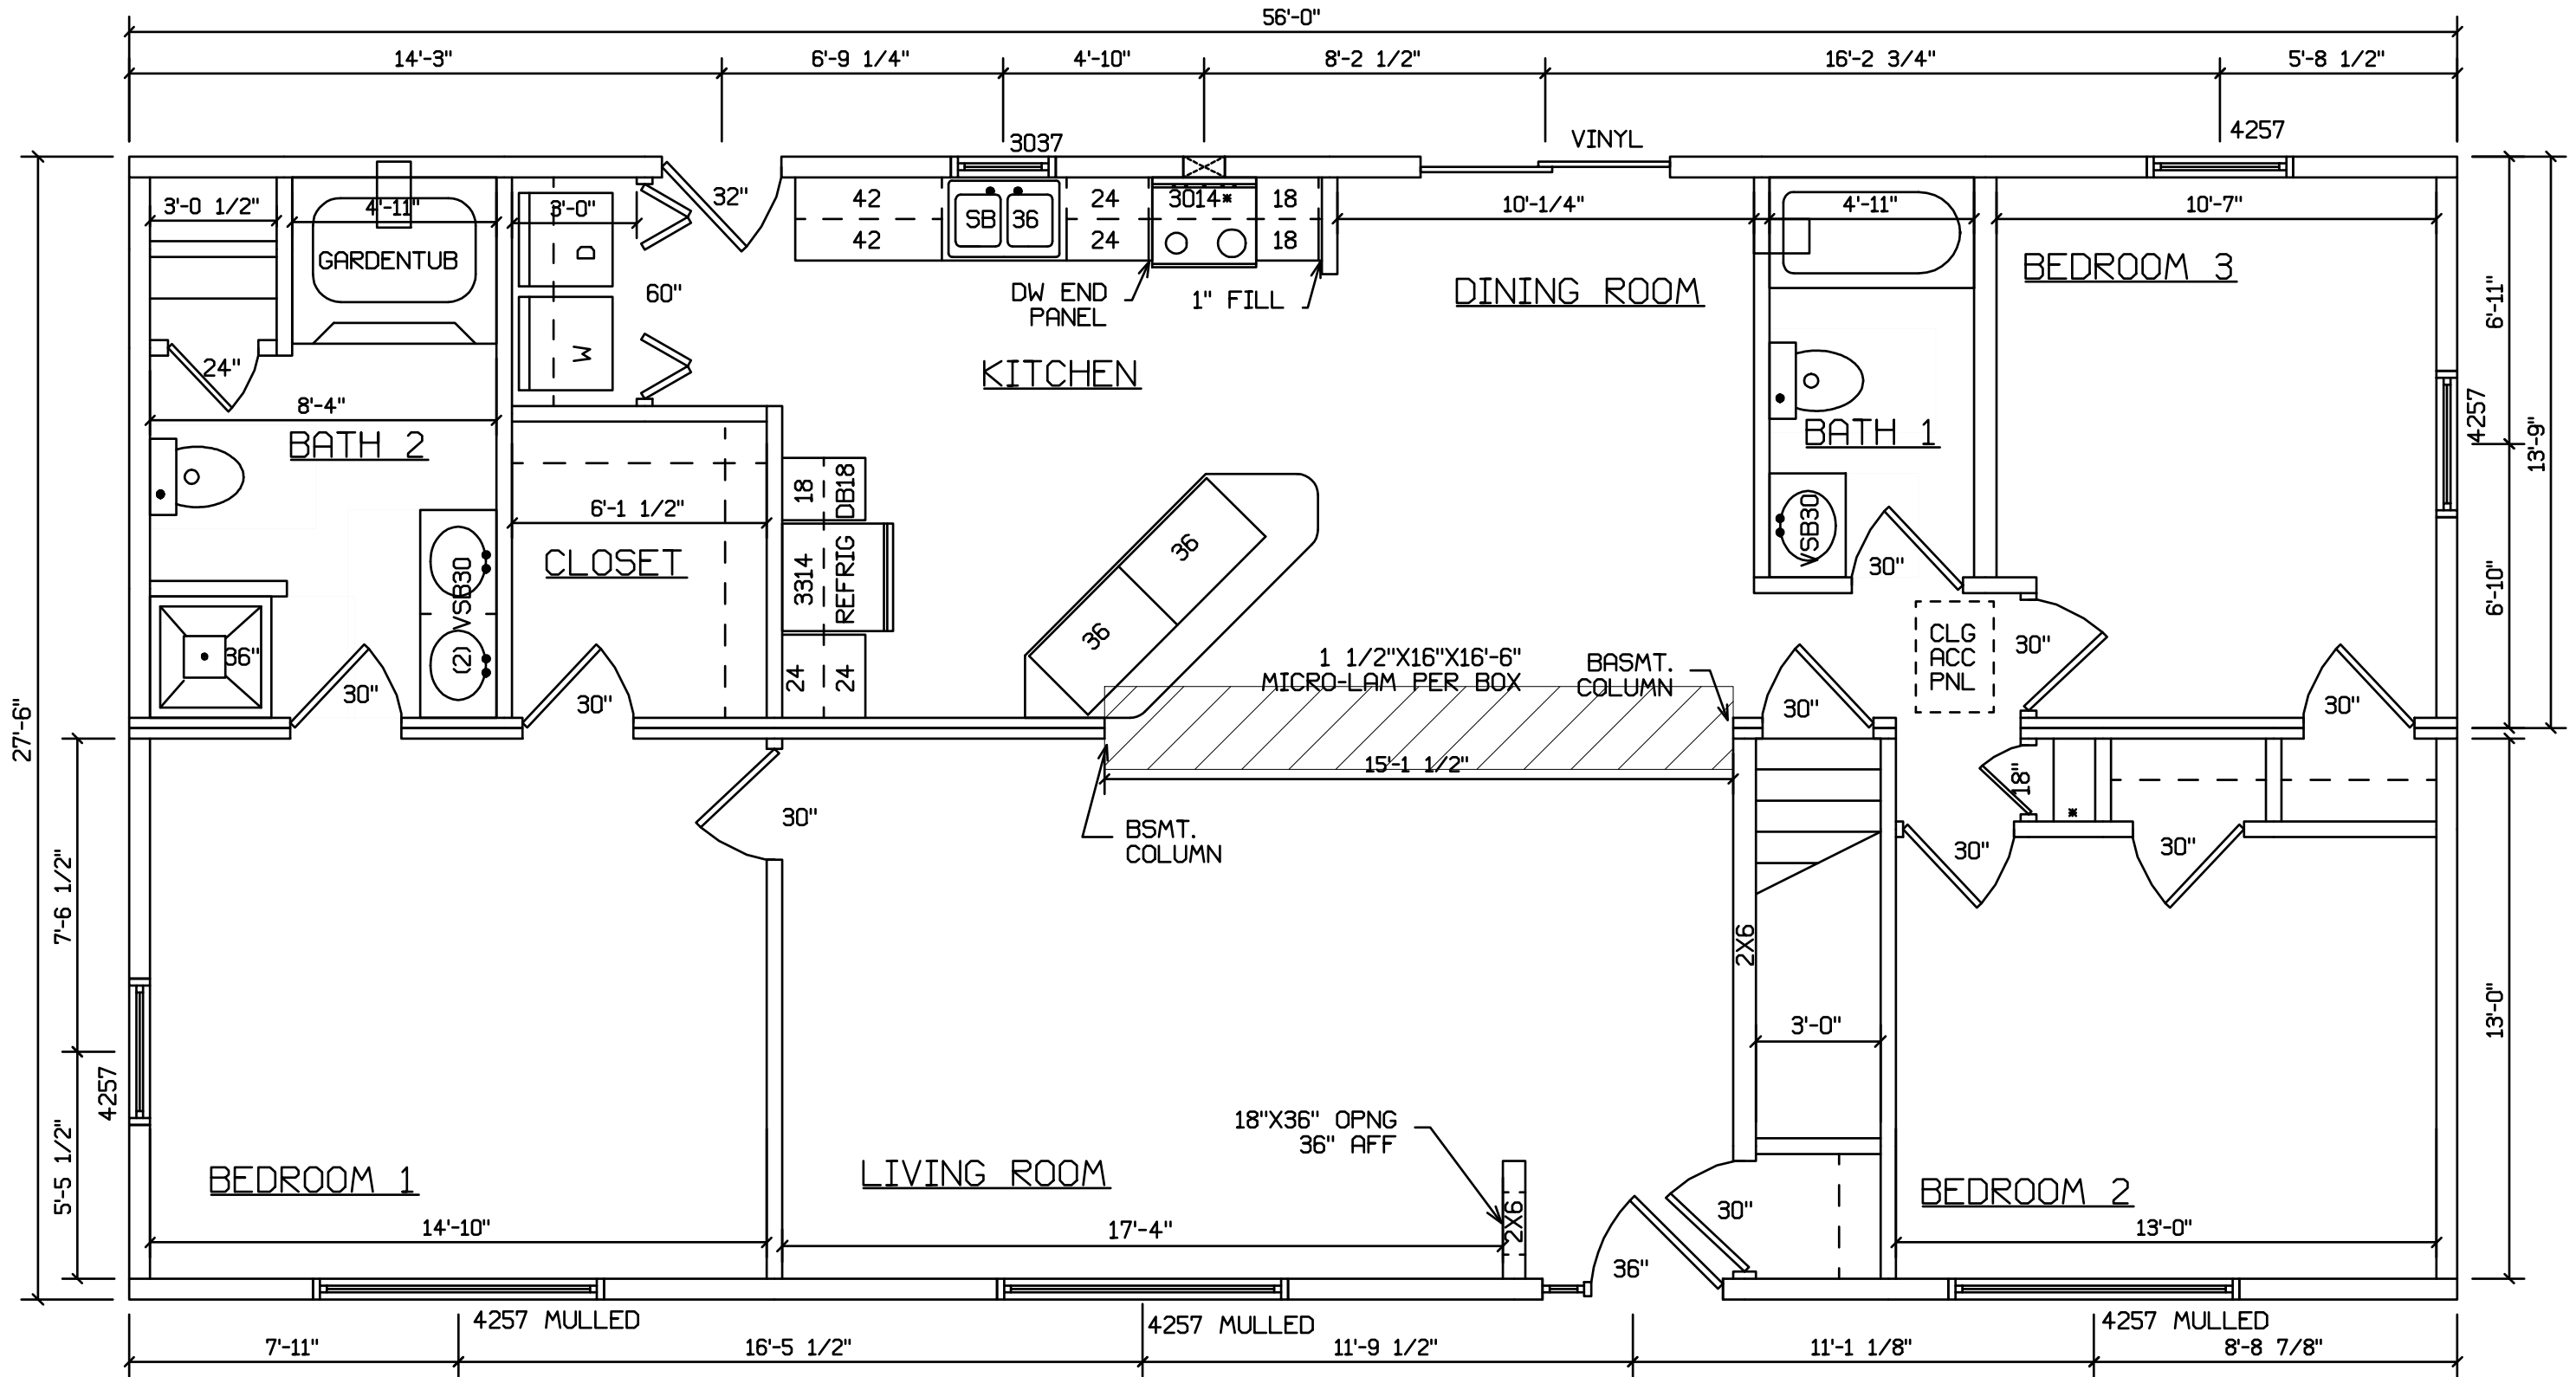 56'-0"
14'-3"
6'-9 1/4"
4'-10"
8'-2 1/2"
16'-2 3/4"
5'-8 1/2"
3037
VINYL
4257
3'-0 1/2"
4'-11"
3'-0"
32"
42
SB 36
24
3014*
18
10'-1/4"
4'-11"
10'-7"
42
24
18
D
GARDENTUB
60"
DW END
PANEL
1" FILL
DINING ROOM
BEDROOM 3
6'-11"
W
24"
KITCHEN
8'-4"
BATH 2
BATH 1
4257
13'-9"
18
DB18
6'-1 1/2"
CLOSET
36
VSB30
30"
3314
REFRIG
VSB30
(2)
36"
36
6'-10"
CLG
ACC
PNL
30"
30"
30"
24
24
1 1/2"X16"X16'-6"
MICRO-LAM PER BOX
BASMT.
COLUMN
30"
30"
27'-6"
15'-1 1/2"
18"
*
30"
BSMT.
COLUMN
30"
30"
7'-6 1/2"
2X6
13'-0"
3'-0"
4257
5'-5 1/2"
18"X36" OPNG
36" AFF
BEDROOM 1
LIVING ROOM
BEDROOM 2
2X6
30"
14'-10"
17'-4"
13'-0"
36"
4257 MULLED
4257 MULLED
4257 MULLED
7'-11"
16'-5 1/2"
11'-9 1/2"
11'-1 1/8"
8'-8 7/8"